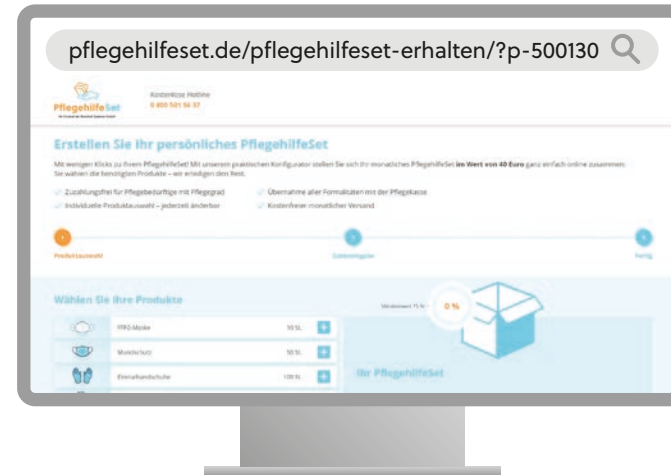 pflegehilfeset.de/pflegehilfeset-erhalten/?p-500130
PflegehilfeSet
Kostenlose Hotline
0 800 501 56 37
Erstellen Sie Ihr persönliches PflegehilfeSet
Mit wenigen Klicks zu Ihrem PflegehilfeSet! Mit unserem praktischen Konfigurator stellen Sie sich Ihr monatliches PflegehilfeSet im Wert von 40 Euro ganz einfach online zusammen.
Sie wählen die benötigten Produkte – wir erledigen den Rest.
Zuzahlungsfrei für Pflegebedürftige mit Pflegegrad
Übernahme aller Formalitäten mit der Pflegekasse
Individuelle Produktauswahl – jederzeit änderbar
Kostenfreier monatlicher Versand
Produktauswahl
Fertig
Wählen Sie Ihre Produkte
0 %
FFP2-Maske
Mundschutz
50 St.
Einmalhandschuhe
100 St.
Ihr PflegehilfeSet